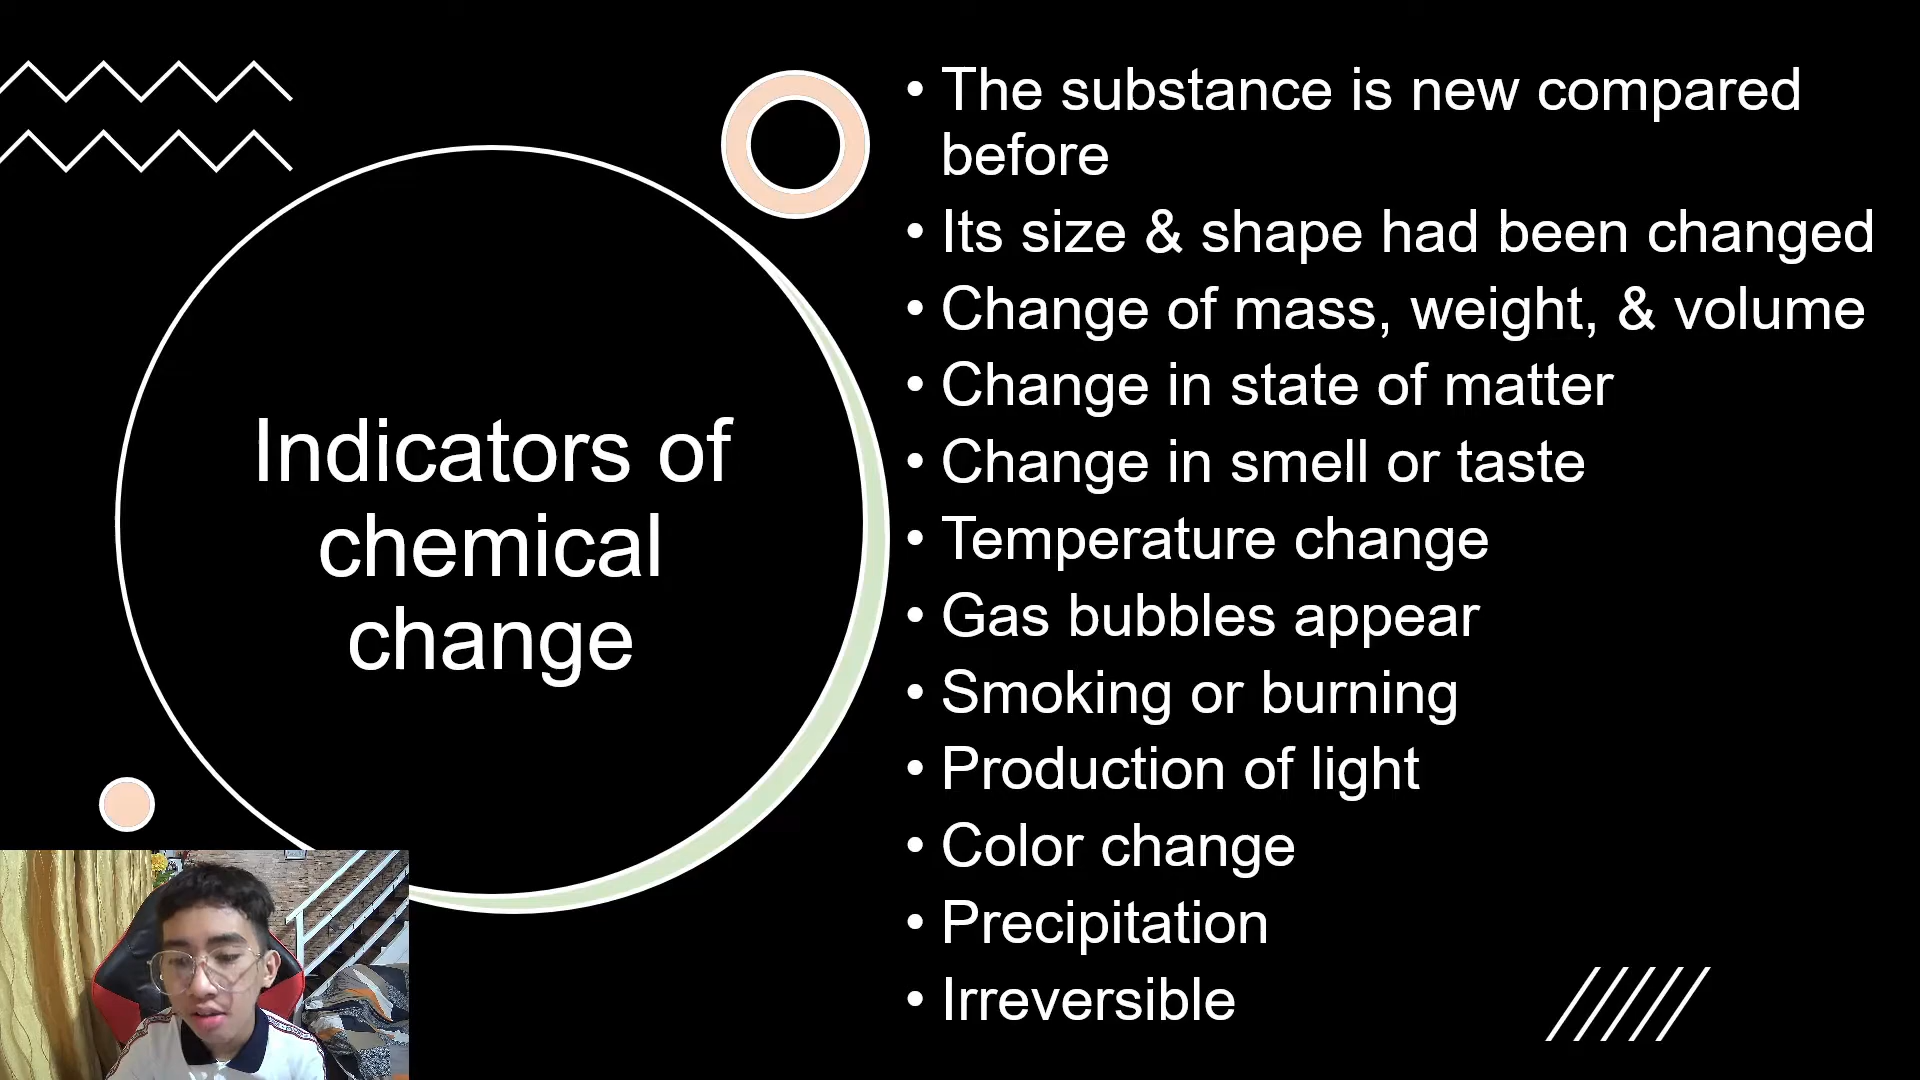 Indicators of
chemical
change
• The substance is new compared
before
• Its size & shape had been changed
• Change of mass, weight, & volume
• Change in state of matter
• Change in smell or taste
• Temperature change
• Gas bubbles appear
• Smoking or burning
• Production of light
• Color change
• Precipitation
• Irreversible